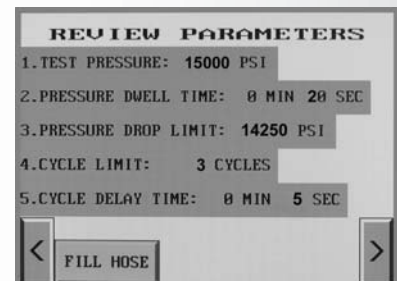 REVIEW PARAMETERS
1.TEST PRESSURE: 15000 PSI
2.PRESSURE DWELL TIME: 0 MIN 20 SEC
3.PRESSURE DROP LIMIT: 14250 PSI
4.CYCLE LIMIT: 3 CYCLES
5.CYCLE DELAY TIME: 0 MIN 5 SEC
< FILL HOSE >